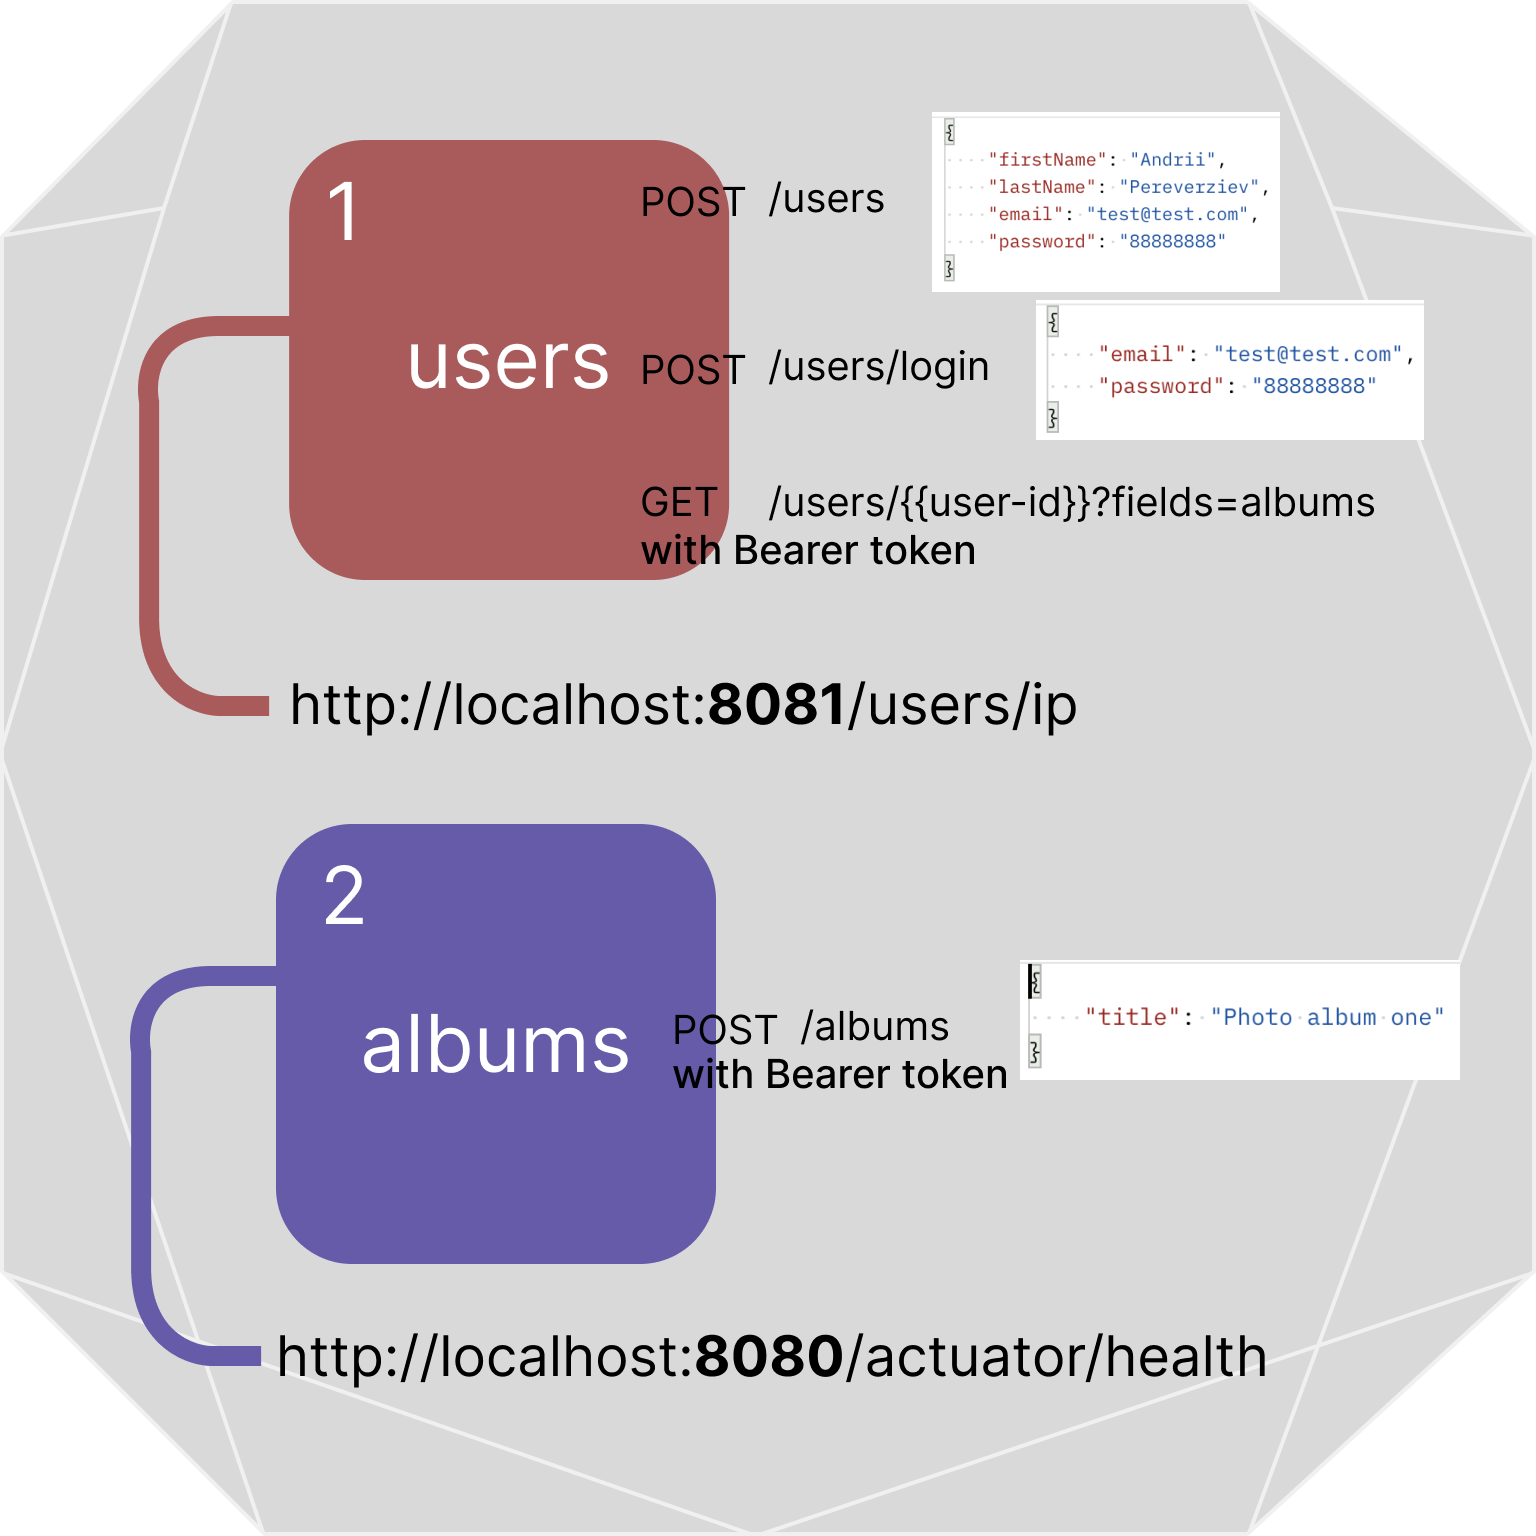 1
users
POST /users
{
"firstName": "Andrii",
"lastName": "Pereverziev",
"email": "test@test.com",
"password": "88888888"
}
POST /users/login
{
"email": "test@test.com",
"password": "88888888"
}
GET /users/{{user-id}}?fields=albums
with Bearer token
http://localhost:8081/users/ip
2
albums
POST /albums
with Bearer token
{
"title": "Photo album one"
}
http://localhost:8080/actuator/health